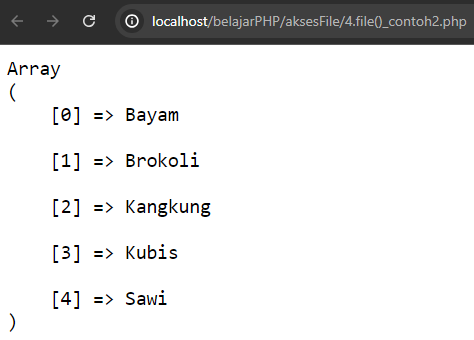 localhost/belajarPHP/aksesFile/4.file()_contoh2.php
Array
(
[0] => Bayam
[1] => Brokoli
[2] => Kangkung
[3] => Kubis
[4] => Sawi
)